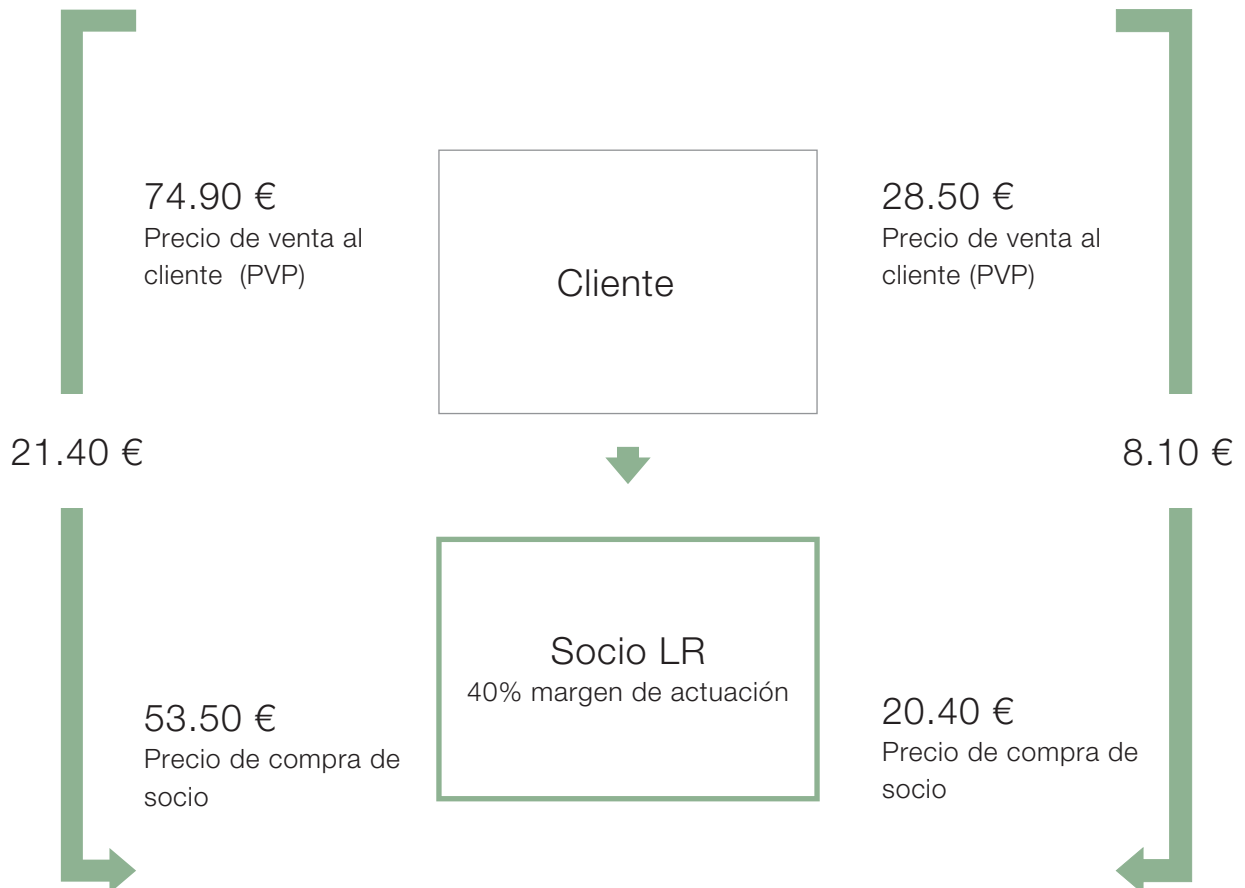 74.90 €
Precio de venta al
cliente (PVP)
Cliente
28.50 €
Precio de venta al
cliente (PVP)
21.40 €
8.10 €
Socio LR
40% margen de actuación
53.50 €
Precio de compra de
socio
20.40 €
Precio de compra de
socio